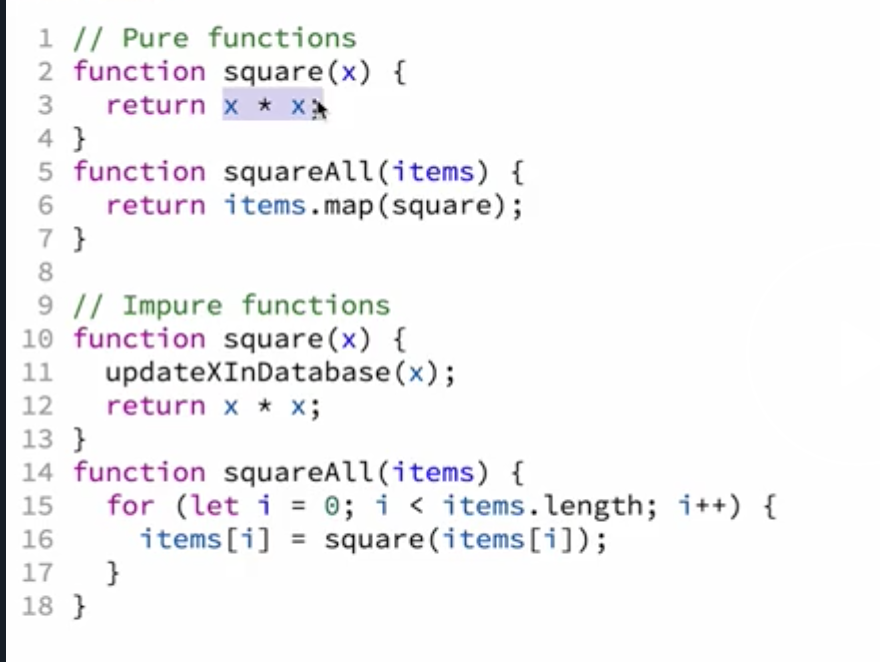 1 // Pure functions
2 function square(x) {
3   return x * x;
4 }
5 function squareAll(items) {
6   return items.map(square);
7 }
8
9 // Impure functions
10 function square(x) {
11   updateXInDatabase(x);
12   return x * x;
13 }
14 function squareAll(items) {
15   for (let i = 0; i < items.length; i++) {
16     items[i] = square(items[i]);
17   }
18 }